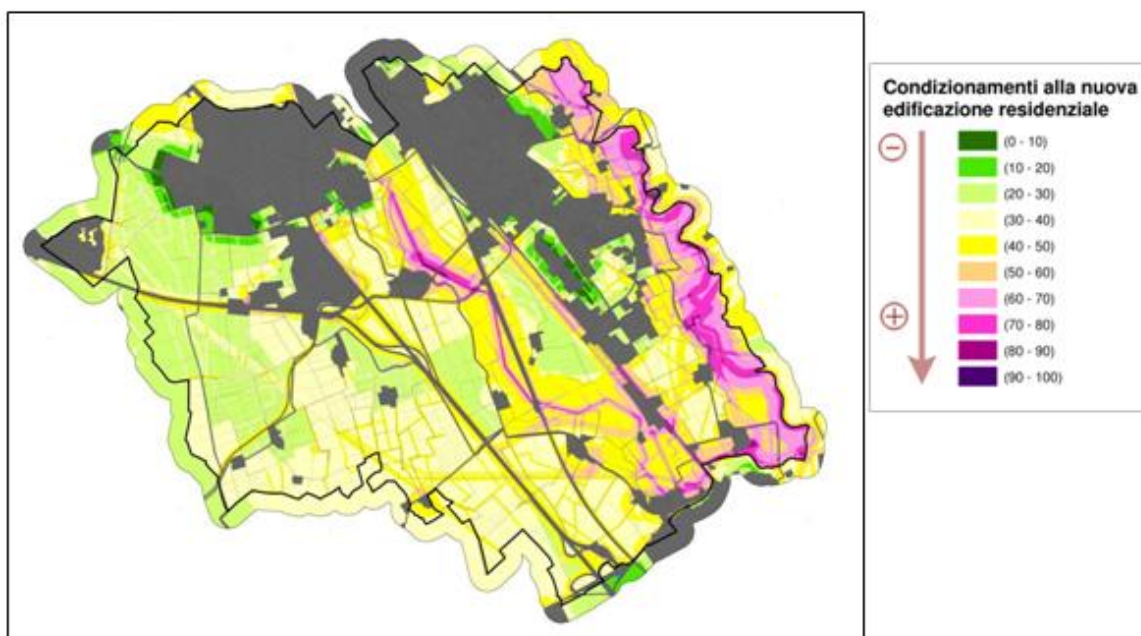 Condizionamenti alla nuova
edificazione residenziale
(0 - 10)
(10 - 20)
(20 - 30)
(30 - 40)
(40 - 50)
(50 - 60)
(60 - 70)
(70 - 80)
(80 - 90)
(90 - 100)